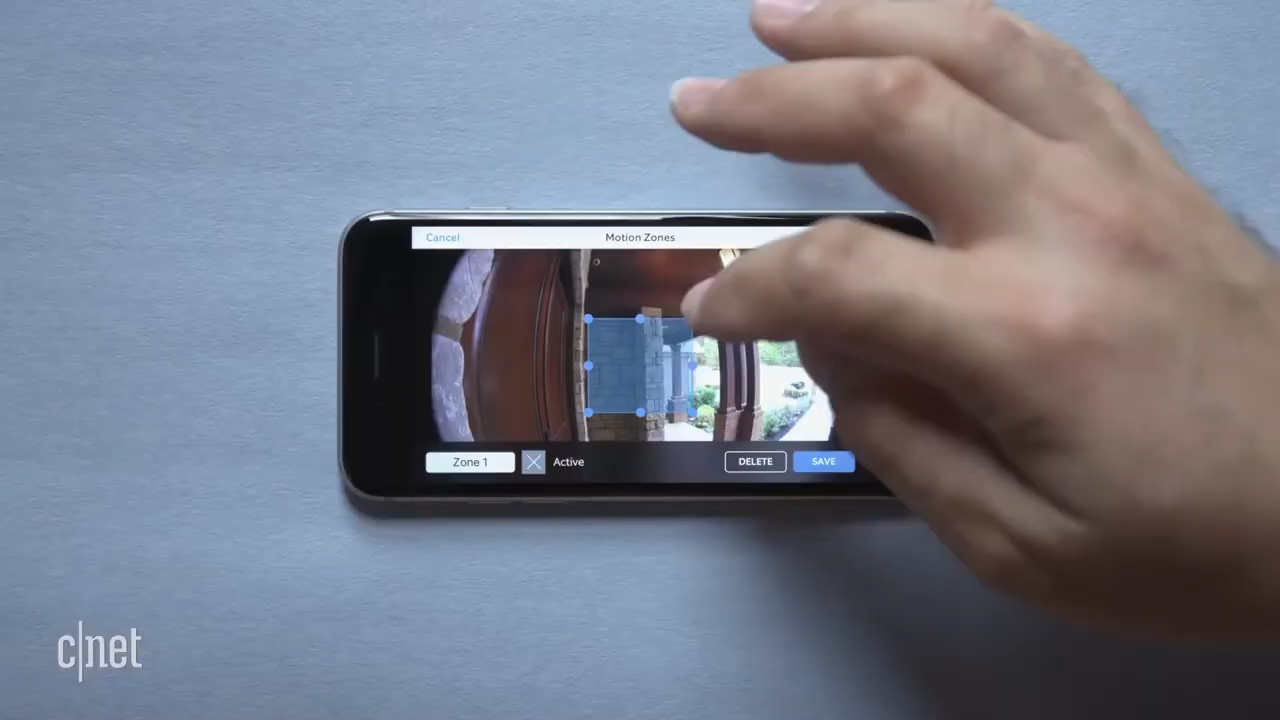 Cancel
Motion Zones
Zone 1
Active
DELETE
SAVE
c|net